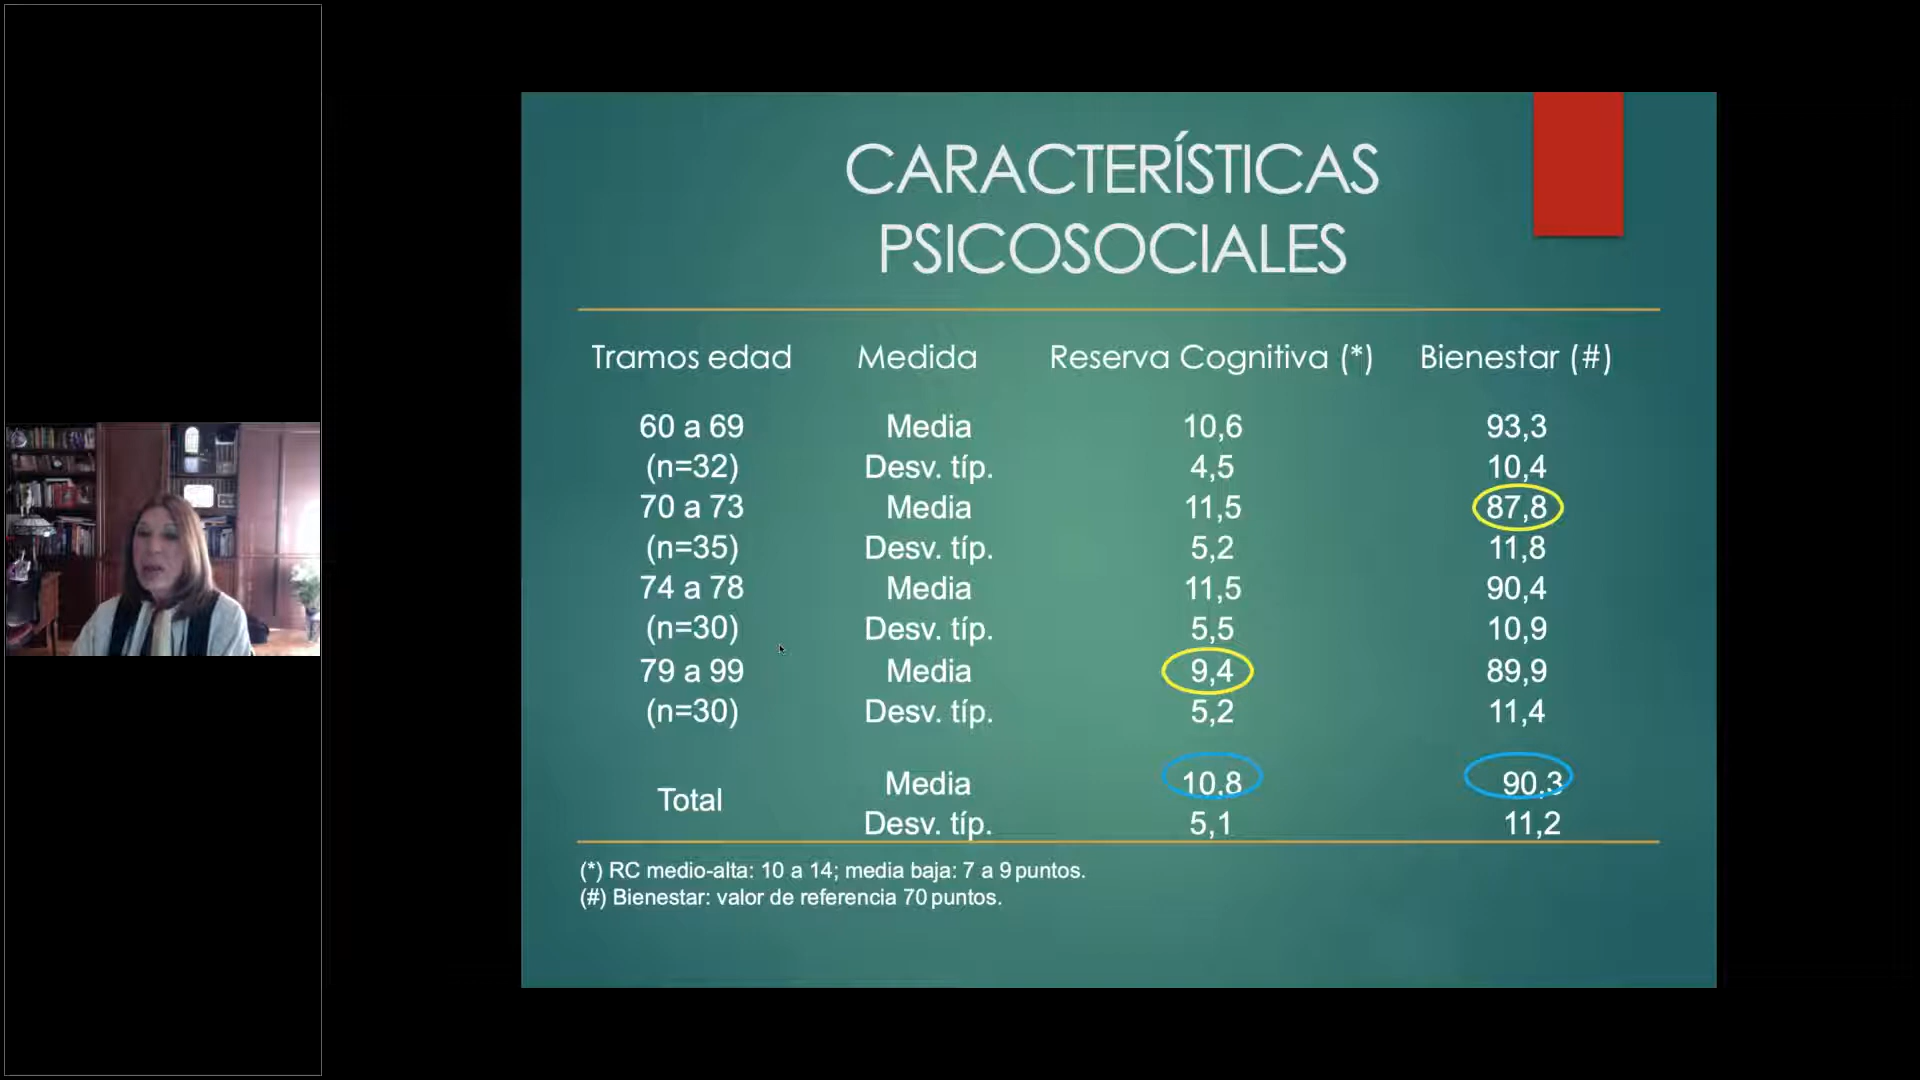 CARACTERÍSTICAS
PSICOSOCIALES
Tramos edad Medida Reserva Cognitiva (*) Bienestar (#)
60 a 69 Media 10,6 93,3
(n=32) Desv. típ. 4,5 10,4
70 a 73 Media 11,5 87,8
(n=35) Desv. típ. 5,2 11,8
74 a 78 Media 11,5 90,4
(n=30) Desv. típ. 5,5 10,9
79 a 99 Media 9,4 89,9
(n=30) Desv. típ. 5,2 11,4
Total Media 10,8 90,3
Desv. típ. 5,1 11,2
(*) RC medio-alta: 10 a 14; media baja: 7 a 9 puntos.
(#) Bienestar: valor de referencia 70 puntos.